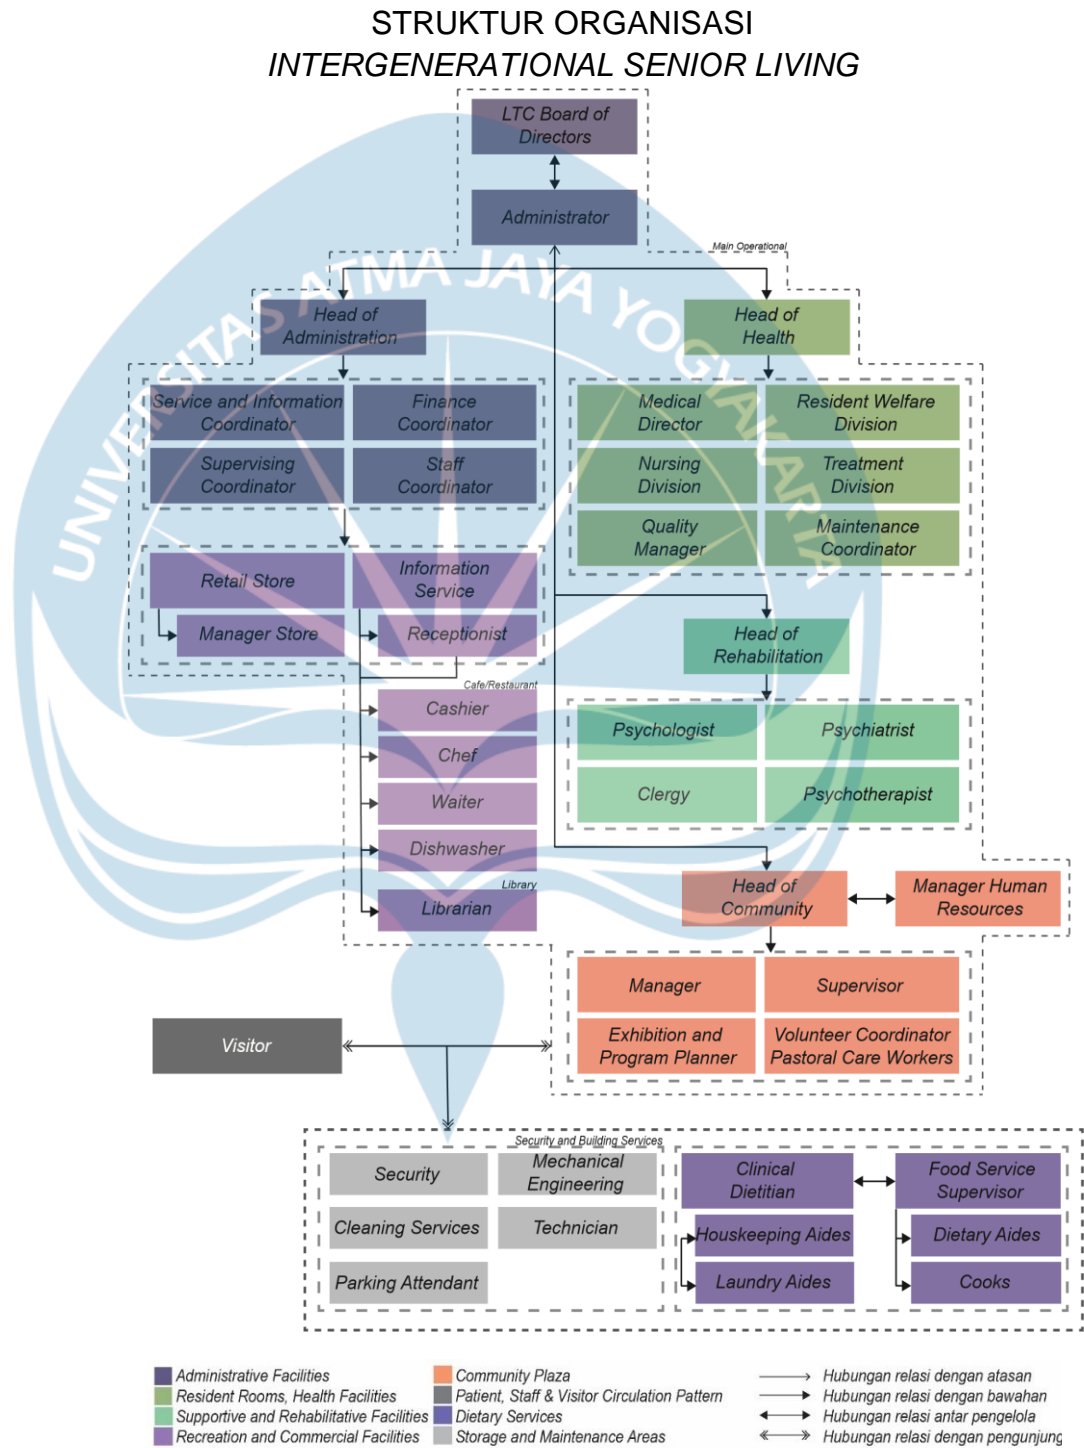 STRUKTUR ORGANISASI
INTERGENERATIONAL SENIOR LIVING
UNIVERSITAS ATMA JAYA YOGYAKARTA
LTC Board of
Directors
Administrator
Main Operational
Head of
Administration
Head of
Health
Service and Information
Coordinator
Finance
Coordinator
Supervising
Coordinator
Staff
Coordinator
Medical
Director
Resident Welfare
Division
Nursing
Division
Treatment
Division
Quality
Manager
Maintenance
Coordinator
Retail Store
Information
Service
Manager Store
Receptionist
Cafe/Restaurant
Cashier
Chef
Waiter
Dishwasher
Library
Librarian
Head of
Rehabilitation
Psychologist
Psychiatrist
Clergy
Psychotherapist
Head of
Community
Manager Human
Resources
Manager
Supervisor
Exhibition and
Program Planner
Volunteer Coordinator
Pastoral Care Workers
Visitor
Security and Building Services
Security
Mechanical
Engineering
Cleaning Services
Technician
Parking Attendant
Clinical
Dietitian
Food Service
Supervisor
Houskeeping Aides
Dietary Aides
Laundry Aides
Cooks
Administrative Facilities
Resident Rooms, Health Facilities
Supportive and Rehabilitative Facilities
Recreation and Commercial Facilities
Community Plaza
Patient, Staff & Visitor Circulation Pattern
Dietary Services
Storage and Maintenance Areas
Hubungan relasi dengan atasan
Hubungan relasi dengan bawahan
Hubungan relasi antar pengelola
Hubungan relasi dengan pengunjung